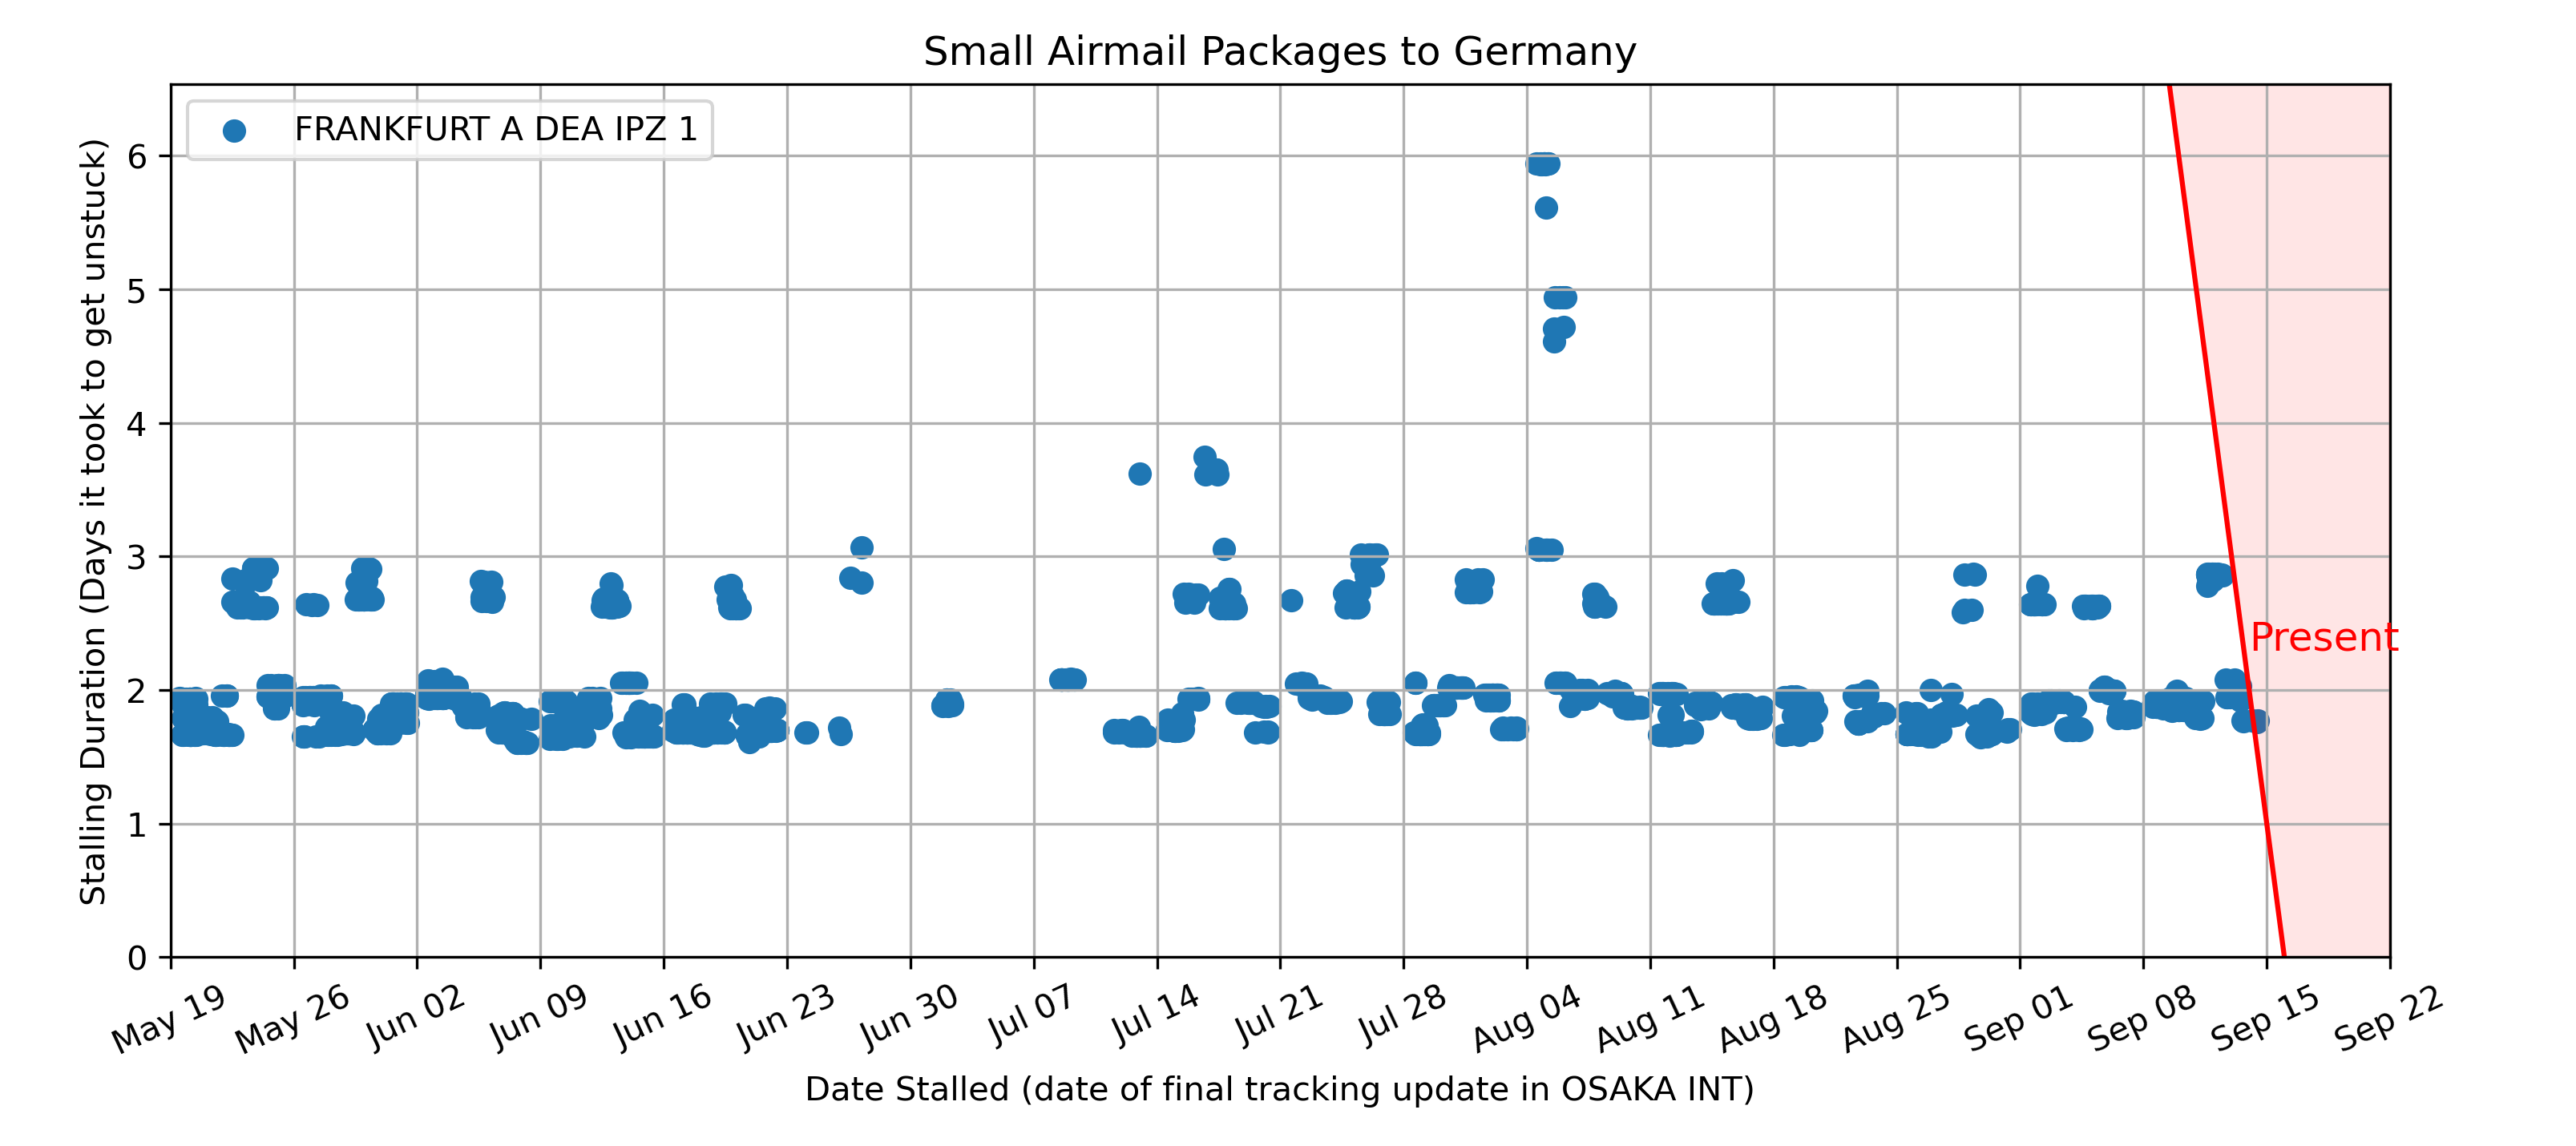 Small Airmail Packages to Germany
FRANKFURT A DEA IPZ 1
Stalling Duration (Days it took to get unstuck)
6
5
4
3
2
1
0
Present
May 19 May 26 Jun 02 Jun 09 Jun 16 Jun 23 Jun 30 Jul 07 Jul 14 Jul 21 Jul 28 Aug 04 Aug 11 Aug 18 Aug 25 Sep 01 Sep 08 Sep 15 Sep 22
Date Stalled (date of final tracking update in OSAKA INT)